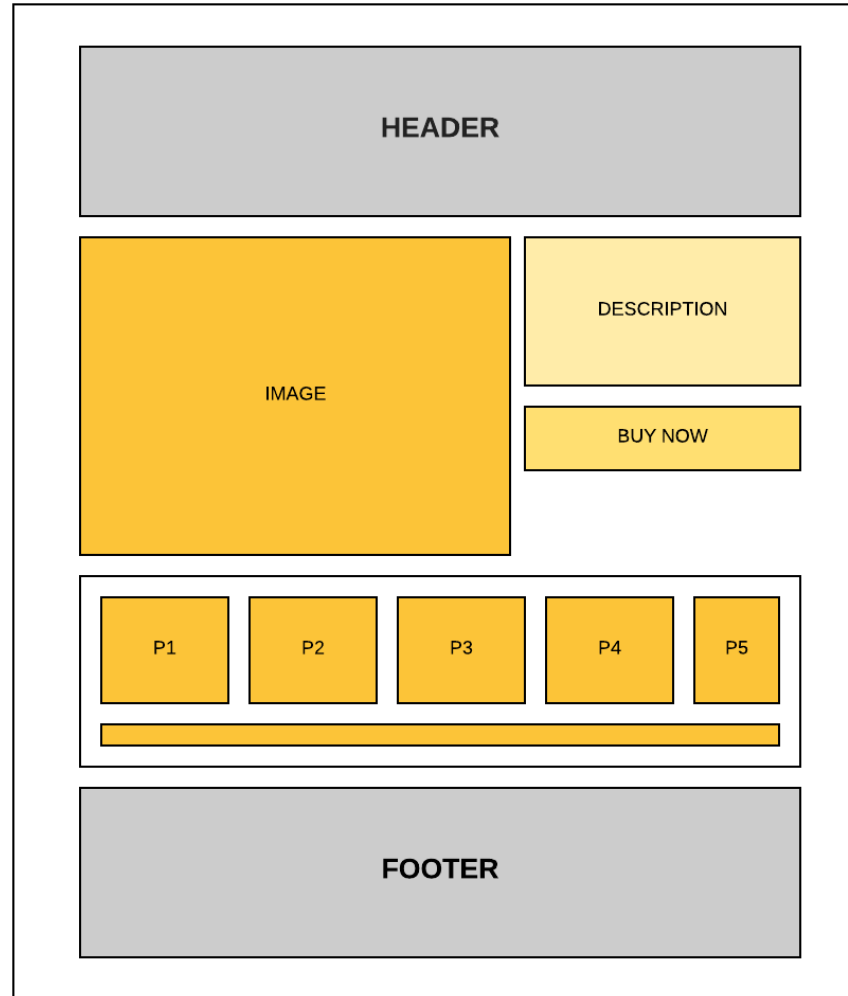 HEADER
IMAGE
DESCRIPTION
BUY NOW
P1 P2 P3 P4 P5
FOOTER